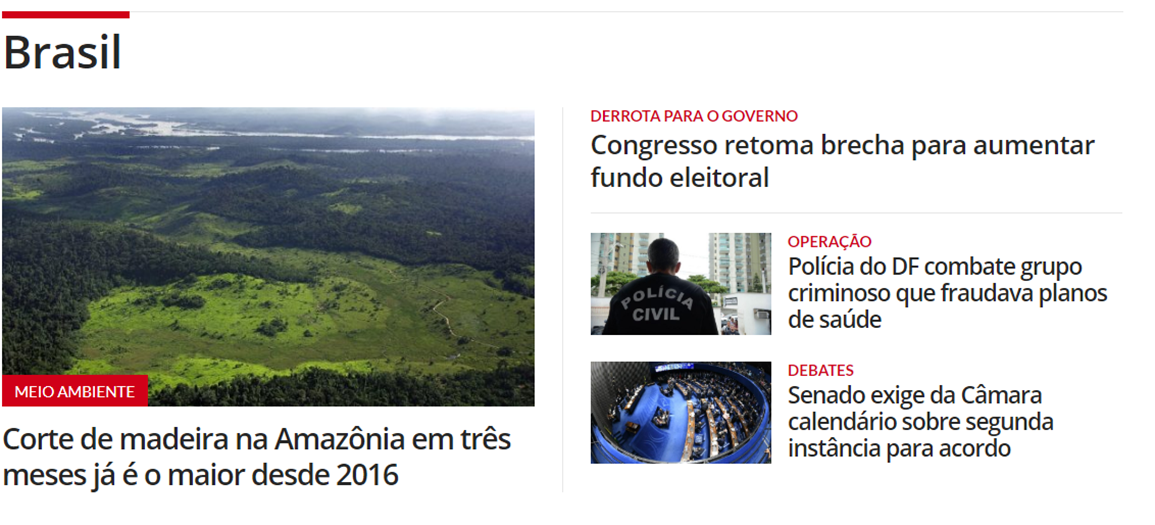 Brasil
MEIO AMBIENTE
Corte de madeira na Amazônia em três
meses já é o maior desde 2016
DERROTA PARA O GOVERNO
Congresso retoma brecha para aumentar
fundo eleitoral
POLÍCIA
CIVIL
OPERAÇÃO
Polícia do DF combate grupo
criminoso que fraudava planos
de saúde
DEBATES
Senado exige da Câmara
calendário sobre segunda
instância para acordo